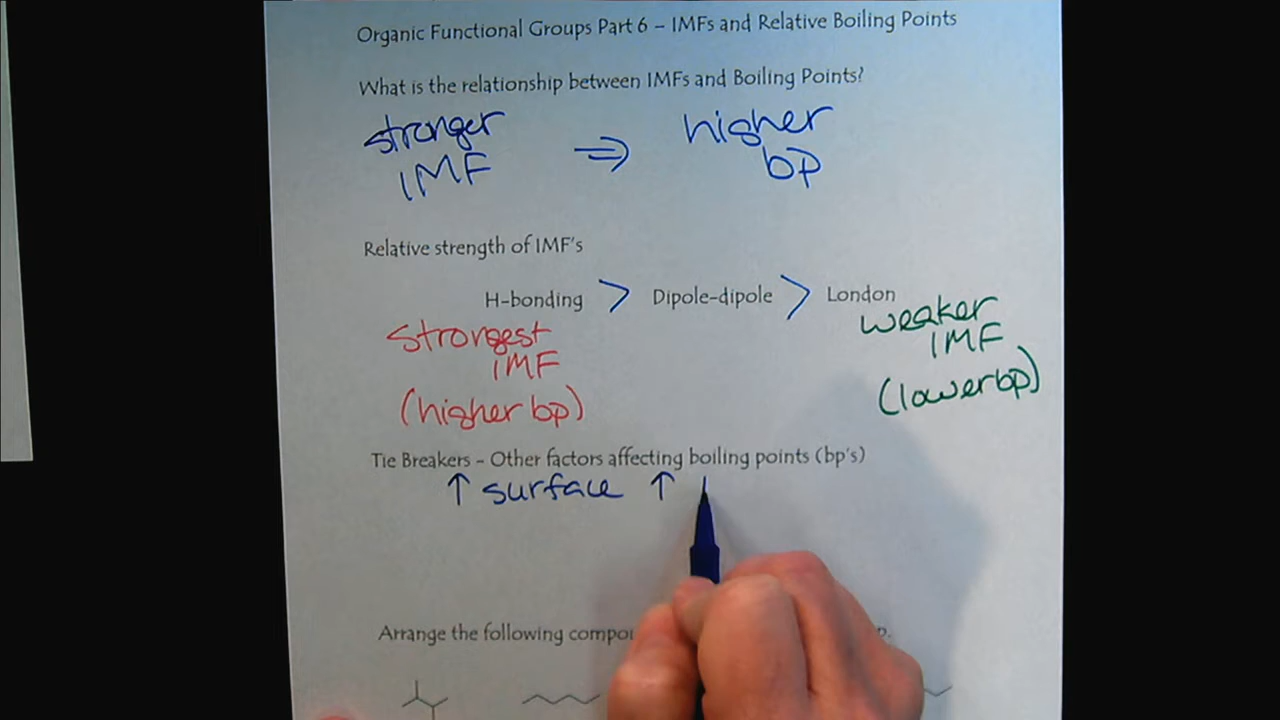 Organic Functional Groups Part 6 – IMFs and Relative Boiling Points
What is the relationship between IMFs and Boiling Points?
stronger IMF ⇒ higher bp
Relative strength of IMF's
H-bonding > Dipole-dipole > London
strongest IMF (higher bp)
weaker IMF (lower bp)
Tie Breakers - Other factors affecting boiling points (bp's)
↑ surface ↑
Arrange the following